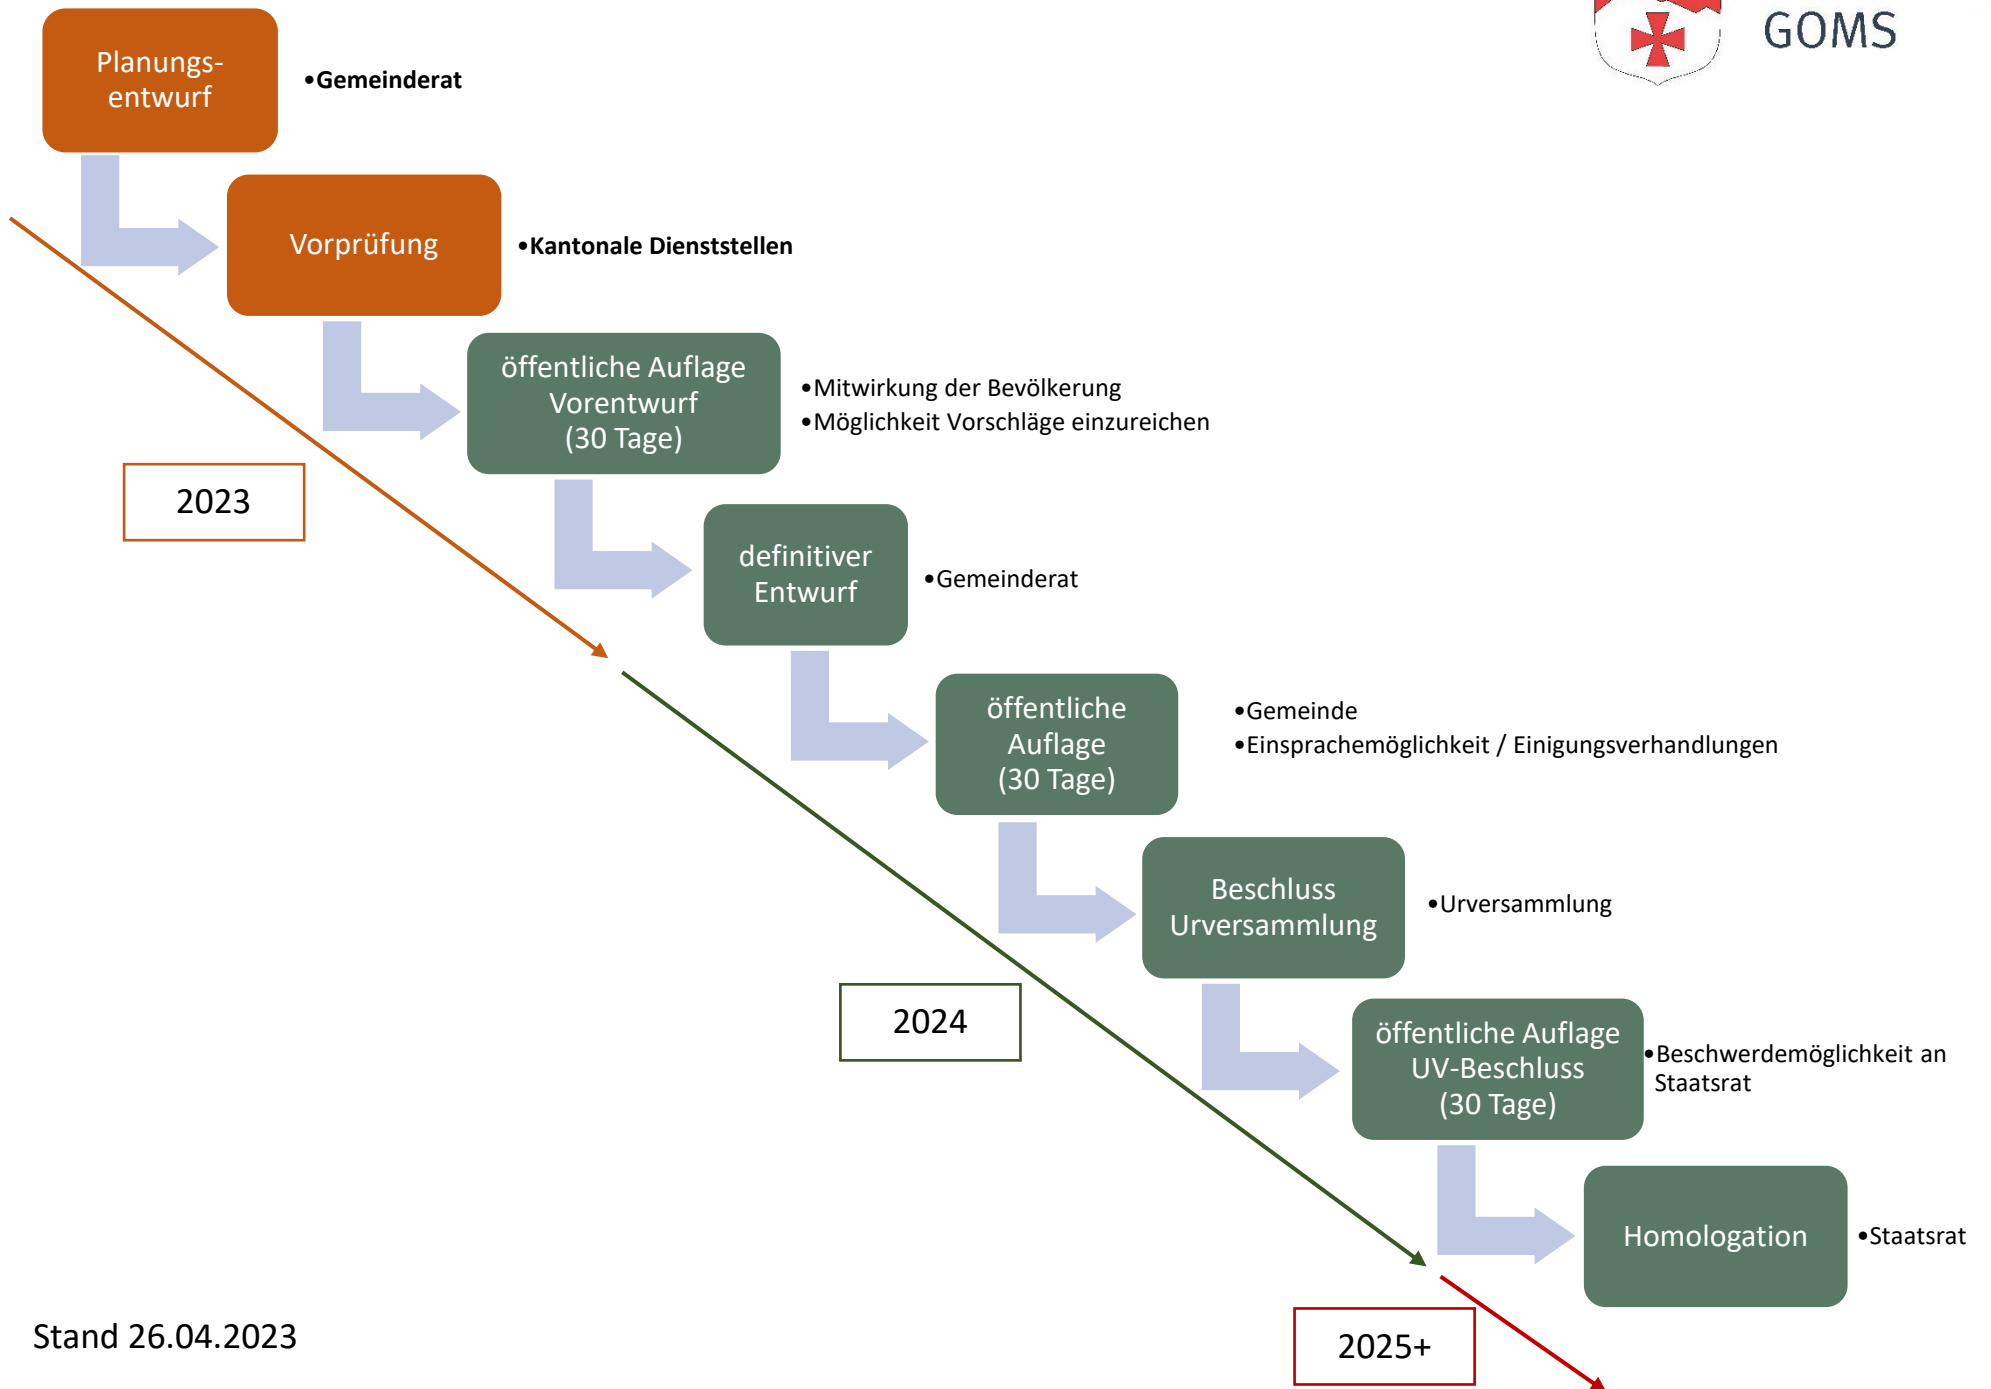 GOMS
Planungs-
entwurf
•Gemeinderat
Vorprüfung
•Kantonale Dienststellen
öffentliche Auflage
Vorentwurf
(30 Tage)
•Mitwirkung der Bevölkerung
•Möglichkeit Vorschläge einzureichen
2023
definitiver
Entwurf
•Gemeinderat
öffentliche
Auflage
(30 Tage)
•Gemeinde
•Einsprachemöglichkeit / Einigungsverhandlungen
Beschluss
Urversammlung
•Urversammlung
2024
öffentliche Auflage
UV-Beschluss
(30 Tage)
•Beschwerdemöglichkeit an
Staatsrat
Homologation
•Staatsrat
2025+
Stand 26.04.2023